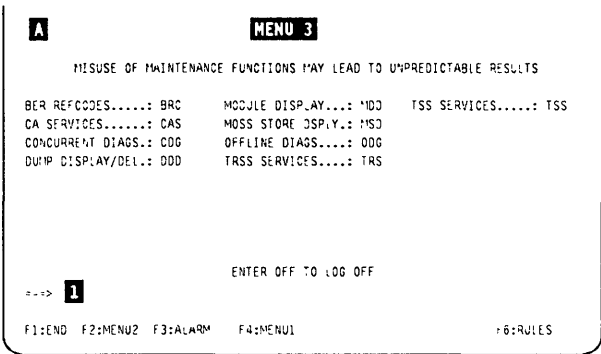 A MENU 3
MISUSE OF MAINTENANCE FUNCTIONS MAY LEAD TO UNPREDICTABLE RESULTS
BER REFCODES.....: BRC MODULE DISPLAY...: MDD TSS SERVICES.....: TSS
CA SERVICES......: CAS MOSS STORE DSPLY.: MSD
CONCURRENT DIAGS.: CDG OFFLINE DIAGS....: ODG
DUMP DISPLAY/DEL.: DDD TRSS SERVICES....: TRS
ENTER OFF TO LOG OFF
==> 1
F1:END F2:MENU2 F3:ALARM F4:MENU1 F6:RULES